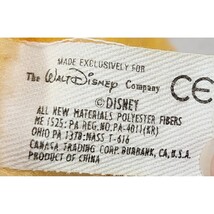 MADE EXCLUSIVELY FOR
The WALT DISNEY Company
CE
©DISNEY
ALL NEW MATERIALS POLYESTER FIBERS
ME 1525: PA REG.NO.PA-4011(KR)
OHIO PA 1378:MASS T-616
CANASA TRADING CORP.BURBANK, CA.U.S.A.
PRODUCT OF CHINA